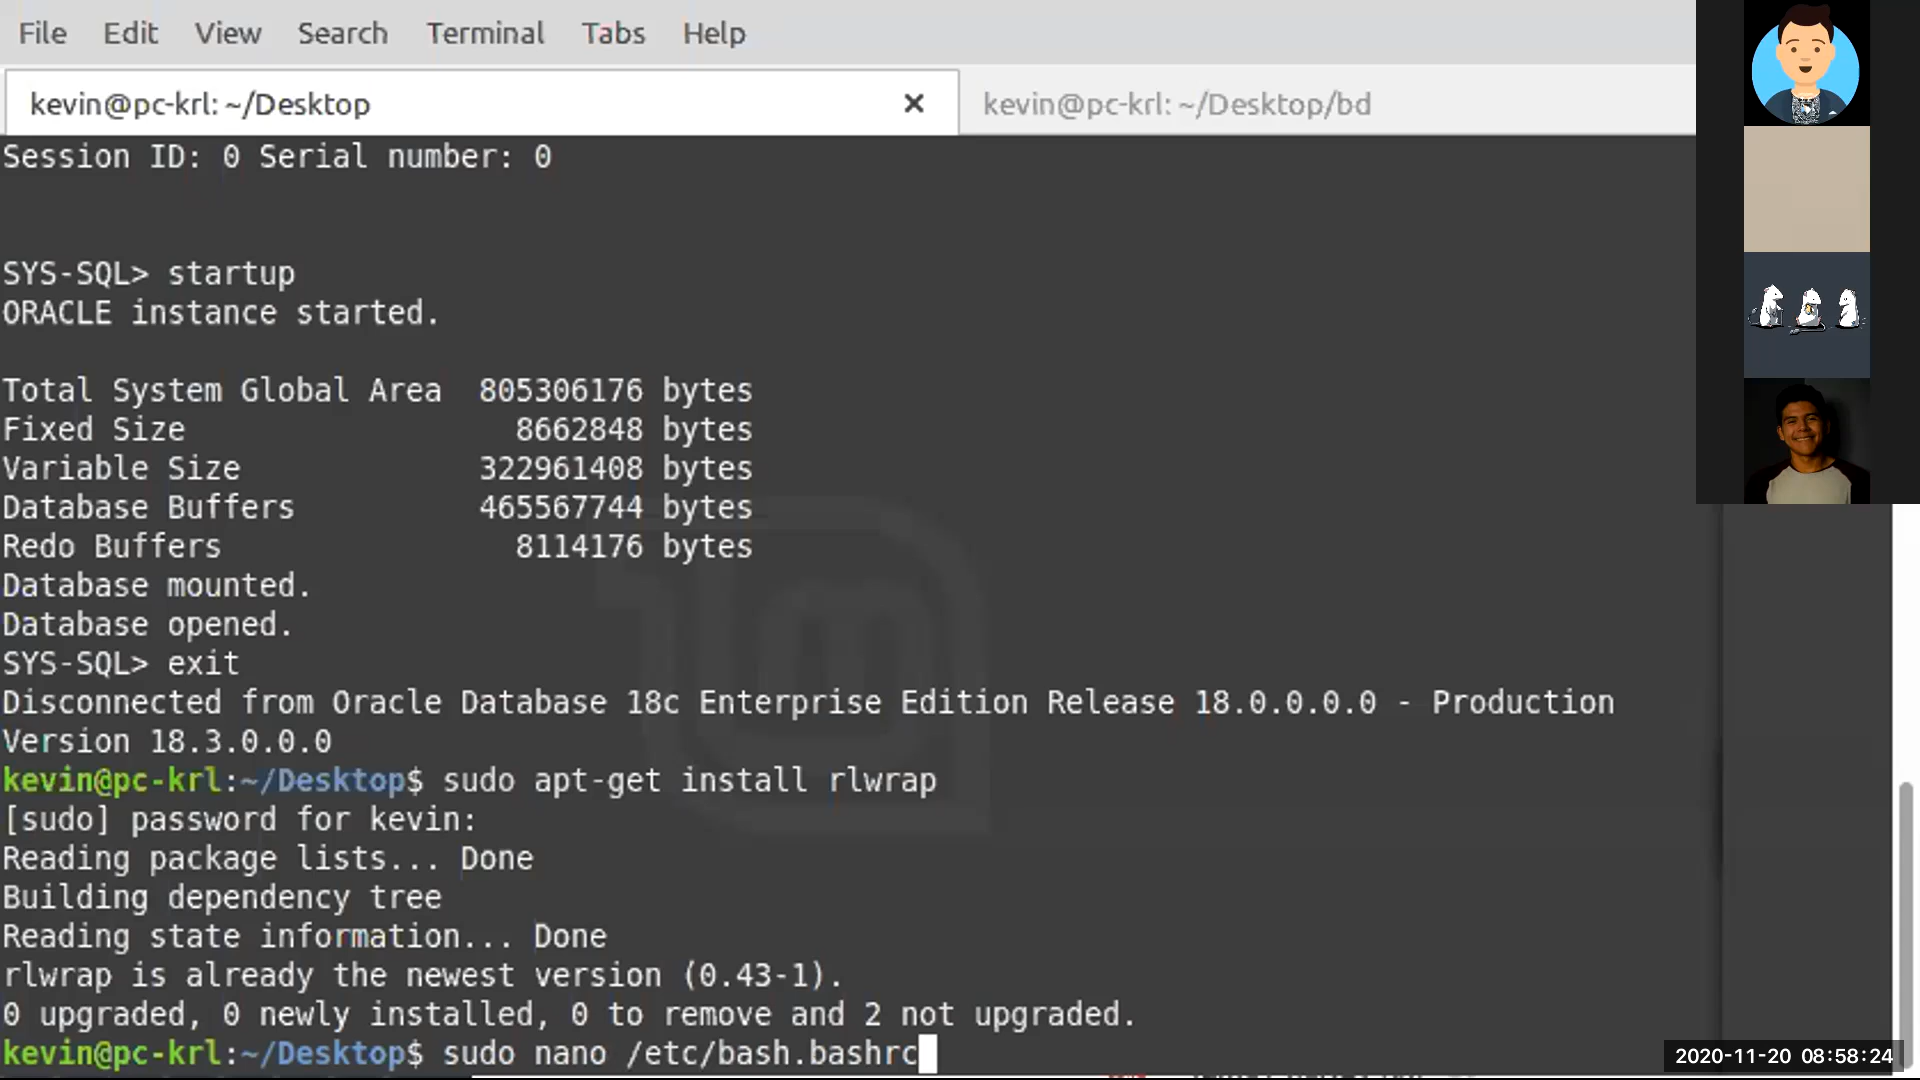 File Edit View Search Terminal Tabs Help
kevin@pc-krl: ~/Desktop × kevin@pc-krl: ~/Desktop/bd
Session ID: 0 Serial number: 0
SYS-SQL> startup
ORACLE instance started.
Total System Global Area 805306176 bytes
Fixed Size 8662848 bytes
Variable Size 322961408 bytes
Database Buffers 465567744 bytes
Redo Buffers 8114176 bytes
Database mounted.
Database opened.
SYS-SQL> exit
Disconnected from Oracle Database 18c Enterprise Edition Release 18.0.0.0.0 - Production
Version 18.3.0.0.0
kevin@pc-krl:~/Desktop$ sudo apt-get install rlwrap
[sudo] password for kevin:
Reading package lists... Done
Building dependency tree
Reading state information... Done
rlwrap is already the newest version (0.43-1).
0 upgraded, 0 newly installed, 0 to remove and 2 not upgraded.
kevin@pc-krl:~/Desktop$ sudo nano /etc/bash.bashrc
2020-11-20 08:58:24